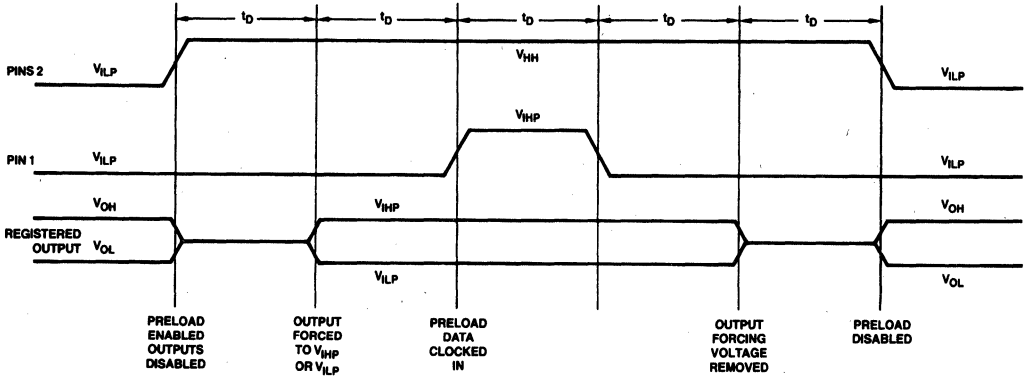 tD tD tD tD tD
PINS 2 VILP VHH VILP
PIN 1 VILP VIHP VILP
REGISTERED
OUTPUT
VOH VIHP VOH
VOL VILP VOL
PRELOAD
ENABLED
OUTPUTS
DISABLED
OUTPUT
FORCED
TO VIHP
OR VILP
PRELOAD
DATA
CLOCKED
IN
OUTPUT
FORCING
VOLTAGE
REMOVED
PRELOAD
DISABLED